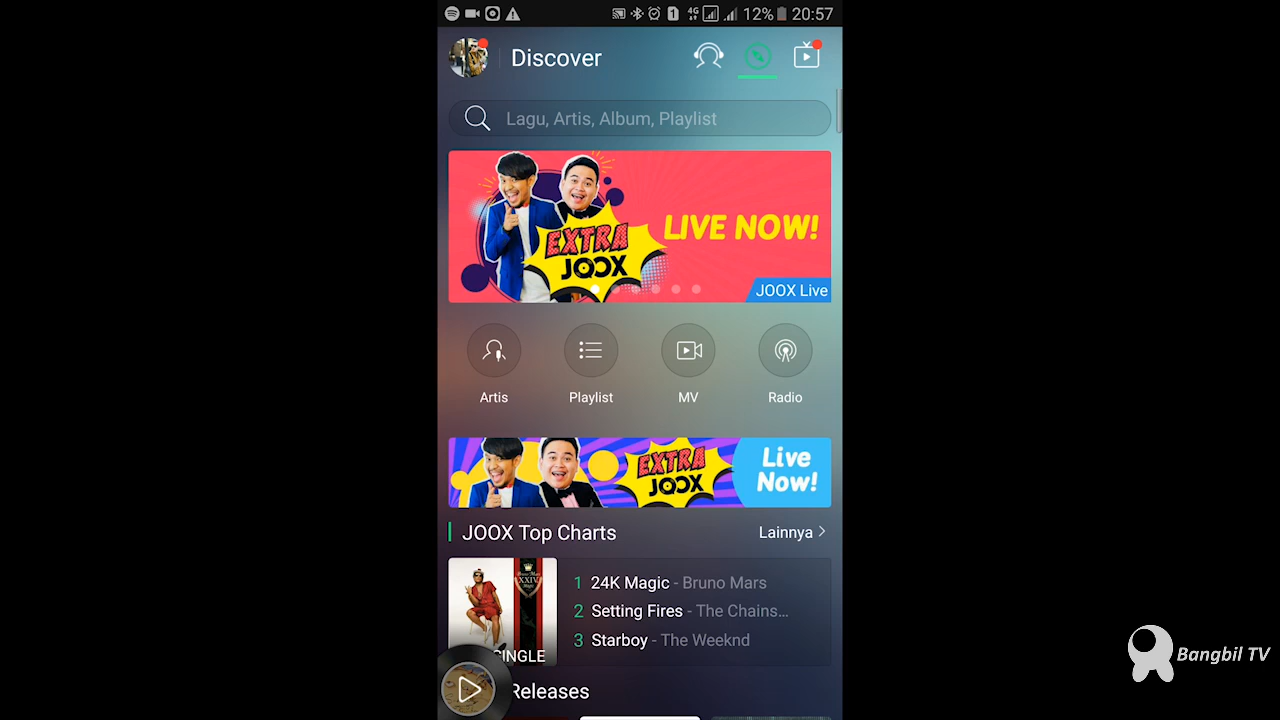 4G 12% 20:57
Discover
Lagu, Artis, Album, Playlist
EXTRA
JOOX
LIVE NOW!
JOOX Live
Artis Playlist MV Radio
EXTRA
JOOX
Live
Now!
JOOX Top Charts Lainnya
1 24K Magic - Bruno Mars
2 Setting Fires - The Chains…
3 Starboy - The Weeknd
SINGLE
Releases
Bangbil TV